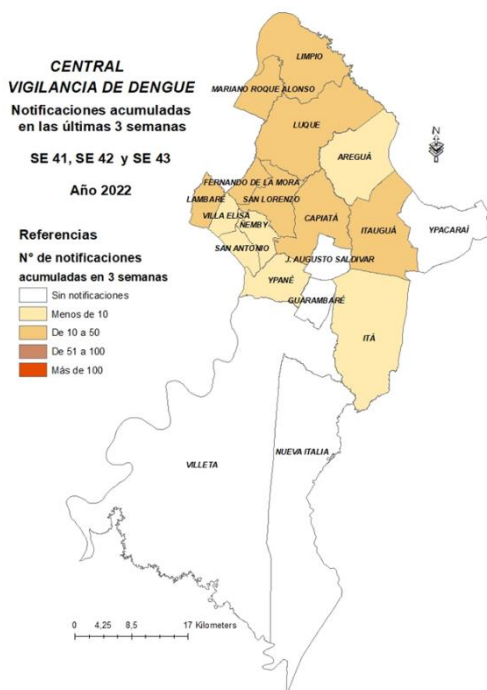 CENTRAL
VIGILANCIA DE DENGUE
Notificaciones acumuladas
en las últimas 3 semanas
SE 41, SE 42 y SE 43
Año 2022
Referencias
N° de notificaciones
acumuladas en 3 semanas
Sin notificaciones
Menos de 10
De 10 a 50
De 51 a 100
Más de 100
LIMPIO
MARIANO ROQUE ALONSO
LUQUE
N
AREGUÁ
FERNANDO DE LA MORA
LAMBARÉ
SAN LORENZO
VILLA ELISA
CAPIATÁ
ITAUGUÁ
YPACARAÍ
ÑEMBY
SAN ANTONIO
J. AUGUSTO SALDIVAR
YPANÉ
GUARAMBARÉ
ITÁ
NUEVA ITALIA
VILLETA
0 4,25 8,5 17 Kilometers